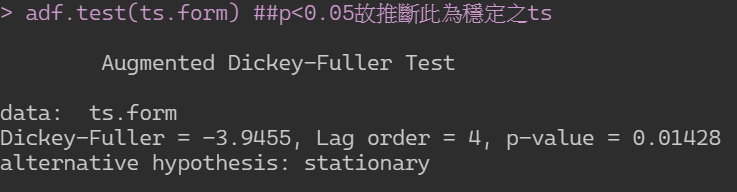 > adf.test(ts.form) ##p<0.05故推斷此為穩定之ts
Augmented Dickey-Fuller Test
data:  ts.form
Dickey-Fuller = -3.9455, Lag order = 4, p-value = 0.01428
alternative hypothesis: stationary